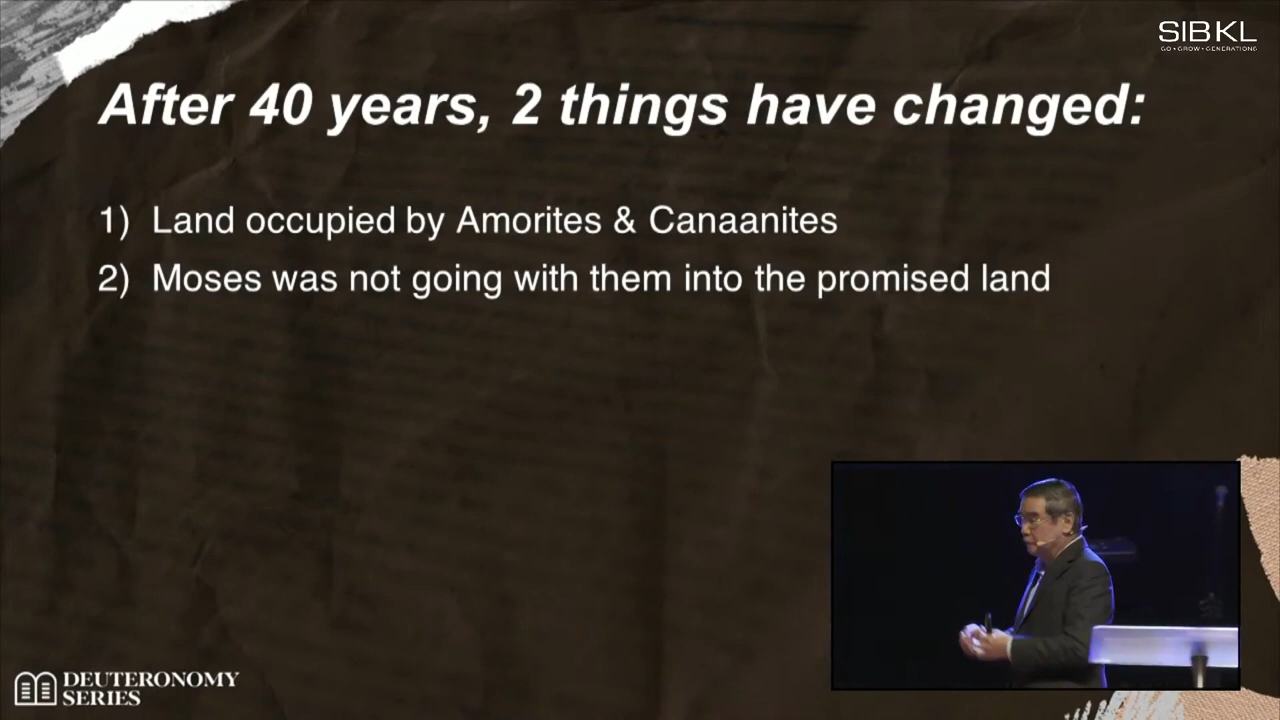 SIBKL
GO • GROW • GENERATIONS
After 40 years, 2 things have changed:
1) Land occupied by Amorites & Canaanites
2) Moses was not going with them into the promised land
DEUTERONOMY
SERIES